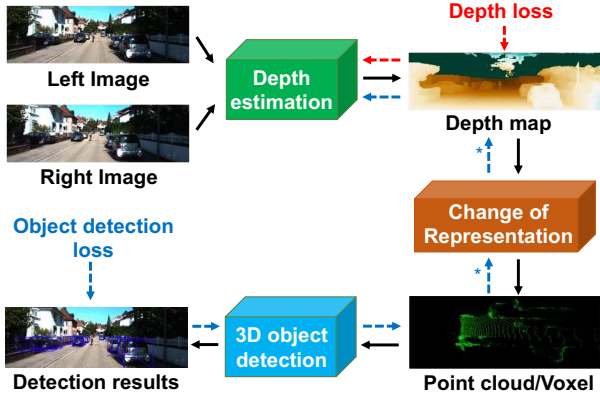 Left Image
Right Image
Depth
estimation
Depth loss
Depth map
*
Change of
Representation
*
Object detection
loss
Detection results
3D object
detection
Point cloud/Voxel